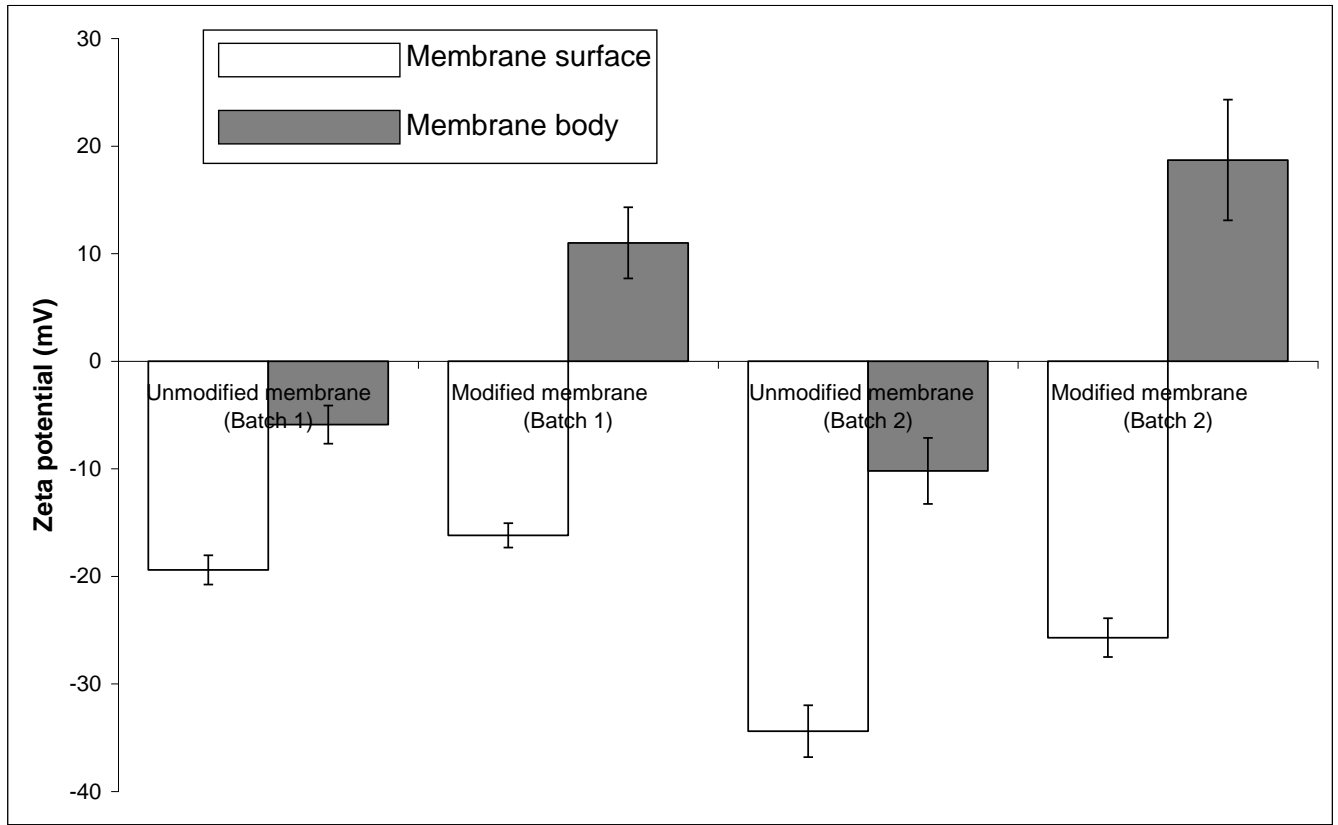 30
Membrane surface
Membrane body
20
10
0
-10
-20
-30
-40
Zeta potential (mV)
Unmodified membrane
(Batch 1)
Modified membrane
(Batch 1)
Unmodified membrane
(Batch 2)
Modified membrane
(Batch 2)